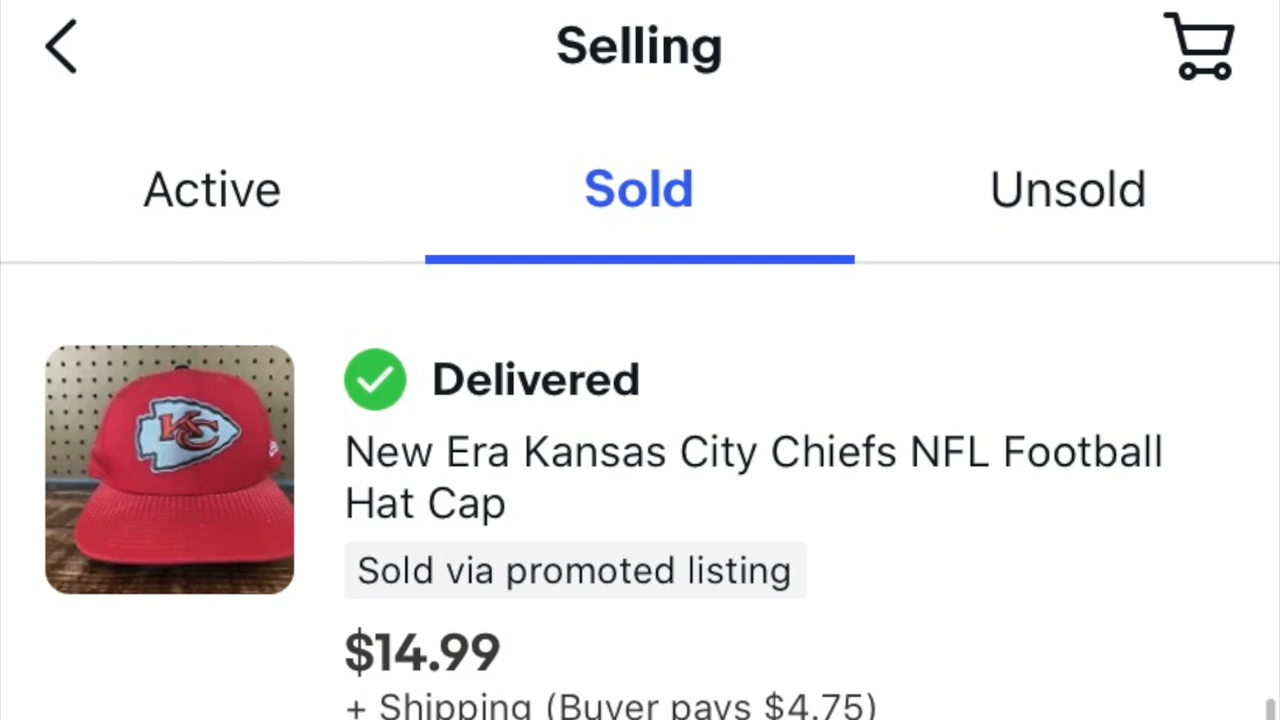 Selling
Active
Sold
Unsold
Delivered
New Era Kansas City Chiefs NFL Football
Hat Cap
Sold via promoted listing
$14.99
+ Shipping (Buyer pays $4.75)
KC